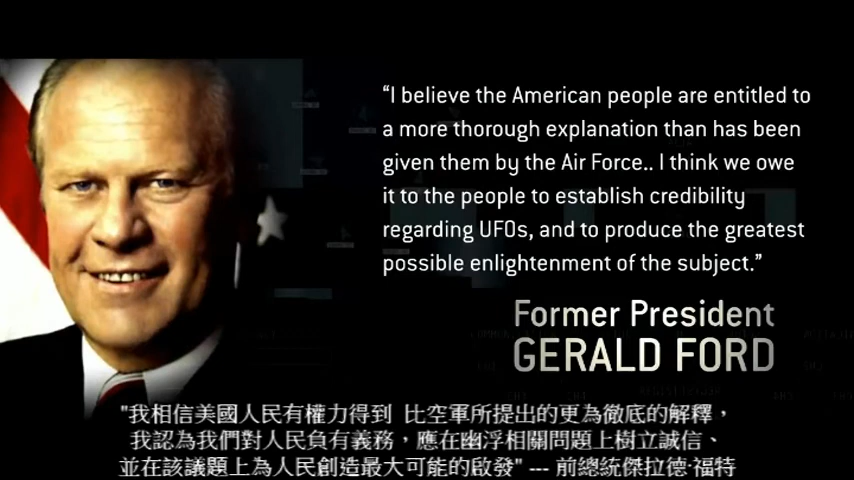 “I believe the American people are entitled to
a more thorough explanation than has been
given them by the Air Force.. I think we owe
it to the people to establish credibility
regarding UFOs, and to produce the greatest
possible enlightenment of the subject.”
Former President
GERALD FORD
"我相信美國人民有權力得到 比空軍所提出的更為徹底的解釋，
我認為我們對人民負有義務，應在幽浮相關問題上樹立誠信、
並在該議題上為人民創造最大可能的啟發" --- 前總統傑拉德·福特